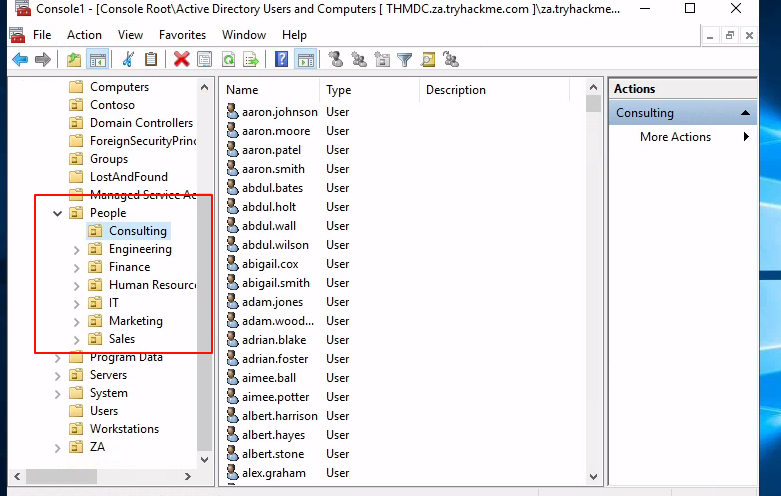 Console1 - [Console Root\Active Directory Users and Computers [ THMDC.za.tryhackme.com ]\za.tryhackme...
File Action View Favorites Window Help
Computers
Contoso
Domain Controllers
ForeignSecurityPrinc
Groups
LostAndFound
Managed Service Ac
People
Consulting
Engineering
Finance
Human Resource
IT
Marketing
Sales
Program Data
Servers
System
Users
Workstations
ZA
Name Type Description
aaron.johnson User
aaron.moore User
aaron.patel User
aaron.smith User
abdul.bates User
abdul.holt User
abdul.wall User
abdul.wilson User
abigail.cox User
abigail.smith User
adam.jones User
adam.wood... User
adrian.blake User
adrian.foster User
aimee.ball User
aimee.potter User
albert.harrison User
albert.hayes User
albert.stone User
alex.graham User
Actions
Consulting
More Actions